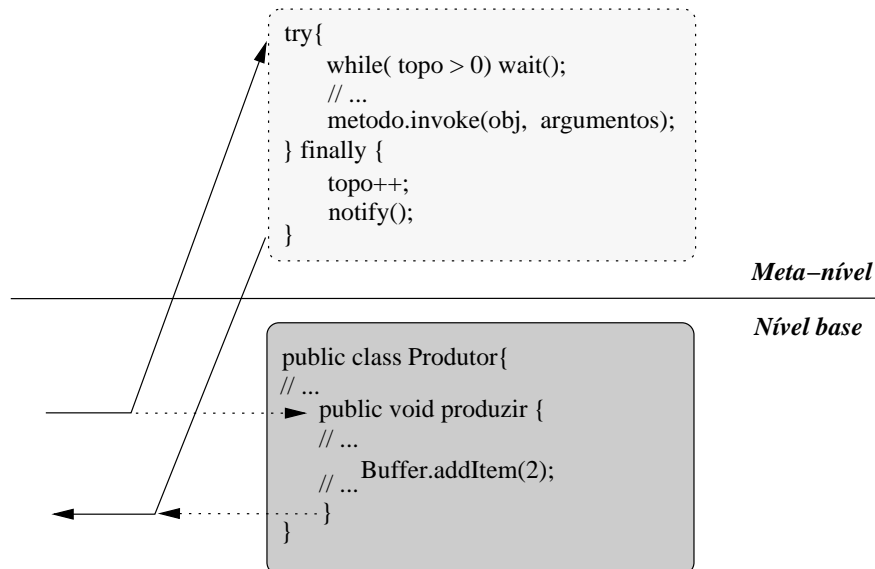 try{
while( topo > 0) wait();
// ...
metodo.invoke(obj, argumentos);
} finally {
topo++;
notify();
}
Meta−nível
Nível base
public class Produtor{
// ...
public void produzir {
// ...
Buffer.addItem(2);
// ...
}
}